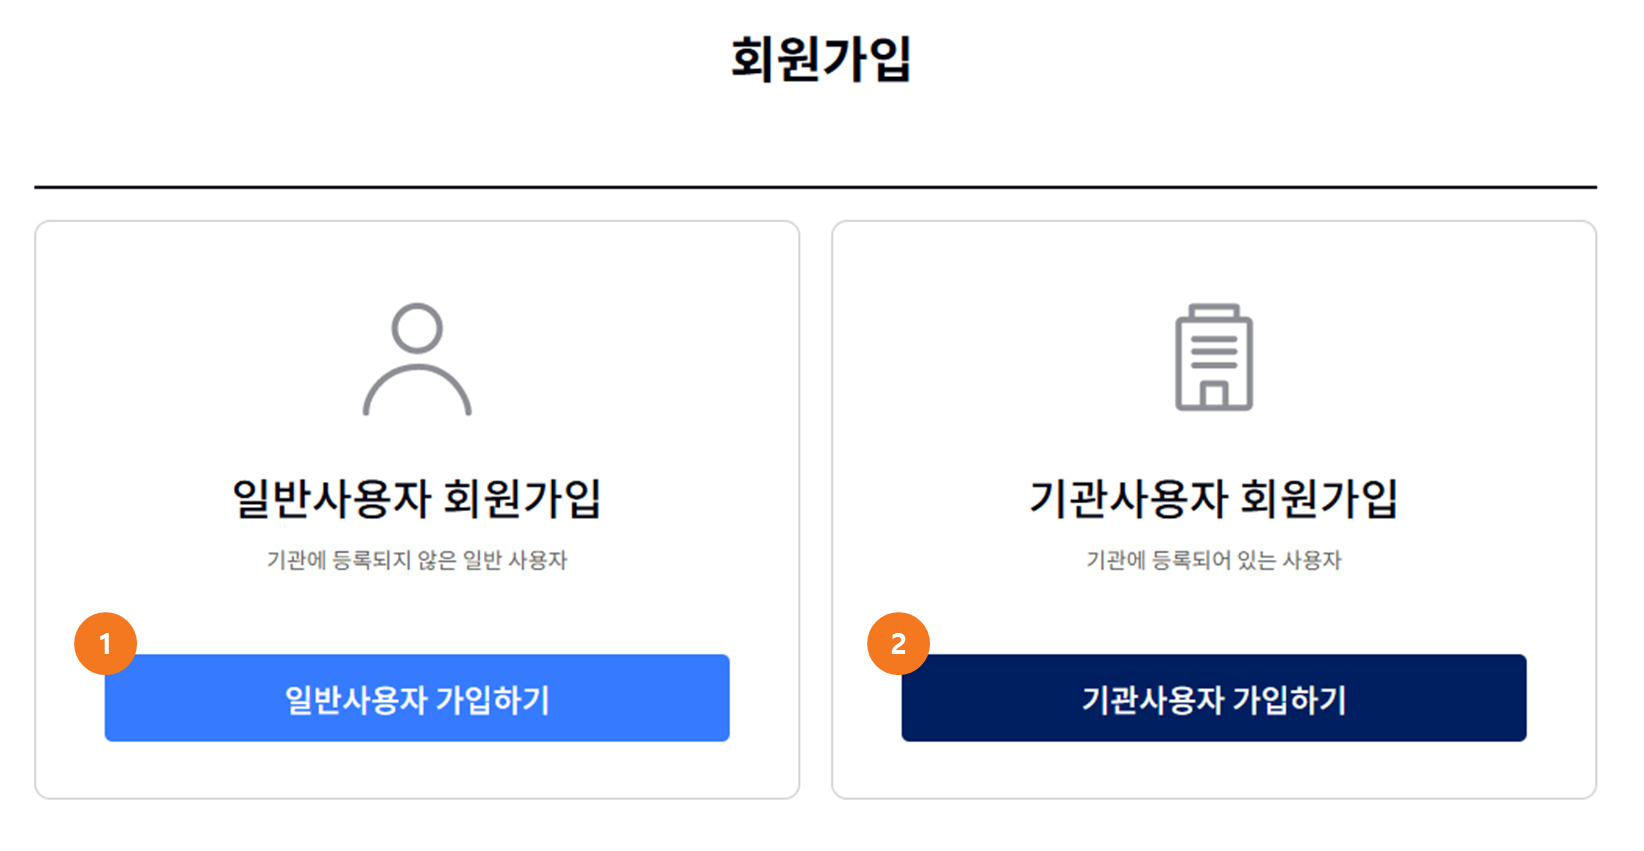 회원가입
일반사용자 회원가입
기관에 등록되지 않은 일반 사용자
1
일반사용자 가입하기
기관사용자 회원가입
기관에 등록되어 있는 사용자
2
기관사용자 가입하기